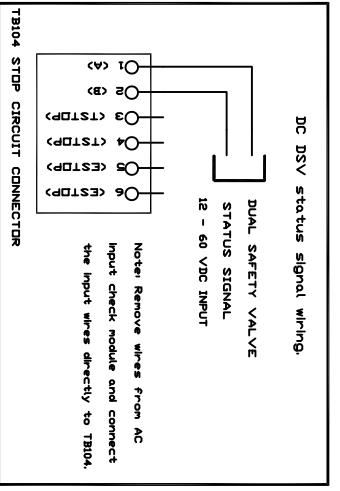 DC DSV status signal wiring.
DUAL SAFETY VALVE
STATUS SIGNAL
12 - 60 VDC INPUT
1 (A)
2 (B)
3 (TSTOP)
4 (TSTOP)
5 (ESTOP)
6 (ESTOP)
Note: Remove wires from AC
input check module and connect
the input wires directly to TB104.
TB104 STOP CIRCUIT CONNECTOR